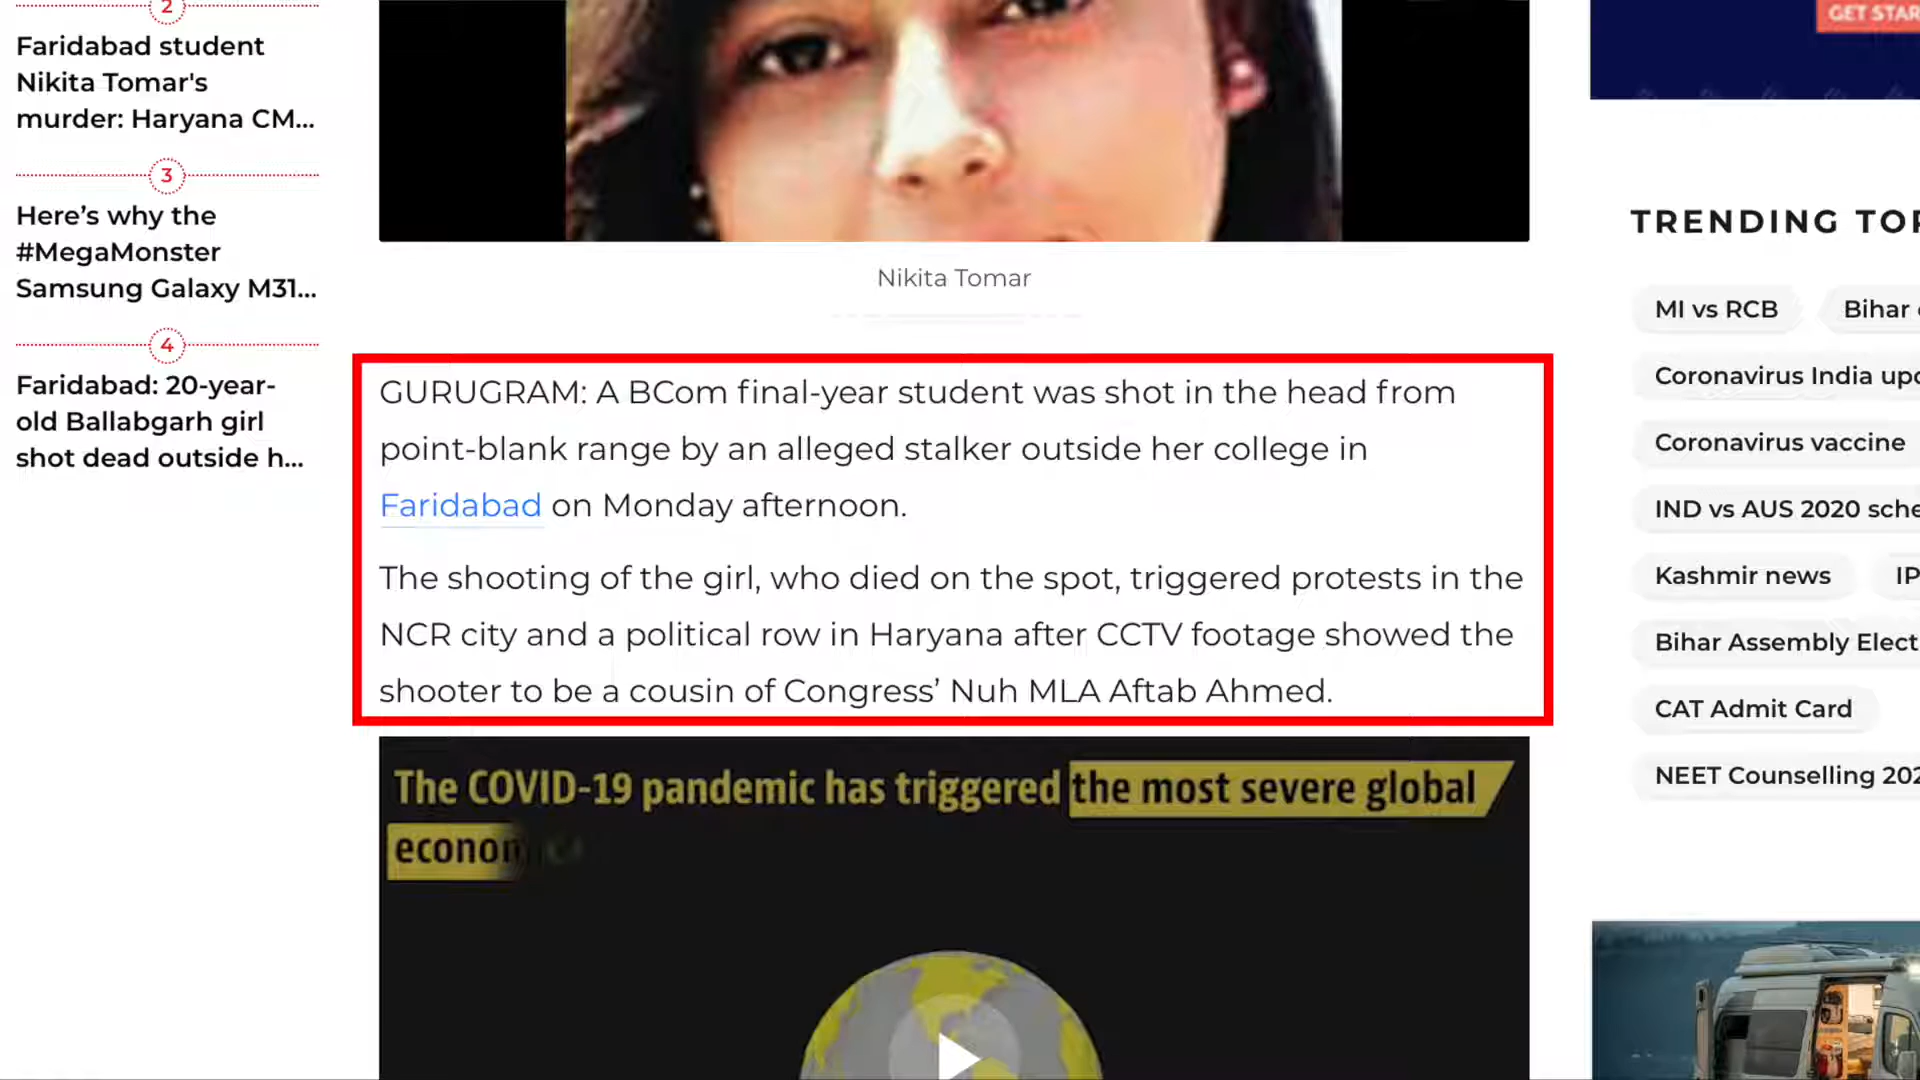 2
Faridabad student
Nikita Tomar's
murder: Haryana CM...
3
Here’s why the
#MegaMonster
Samsung Galaxy M31...
4
Faridabad: 20-year-
old Ballabgarh girl
shot dead outside h...
Nikita Tomar
GURUGRAM: A BCom final-year student was shot in the head from
point-blank range by an alleged stalker outside her college in
Faridabad on Monday afternoon.
The shooting of the girl, who died on the spot, triggered protests in the
NCR city and a political row in Haryana after CCTV footage showed the
shooter to be a cousin of Congress’ Nuh MLA Aftab Ahmed.
The COVID-19 pandemic has triggered the most severe global
econom
GET STAR
TRENDING TOP
MI vs RCB
Bihar
Coronavirus India upd
Coronavirus vaccine
IND vs AUS 2020 sche
Kashmir news
IP
Bihar Assembly Elect
CAT Admit Card
NEET Counselling 202